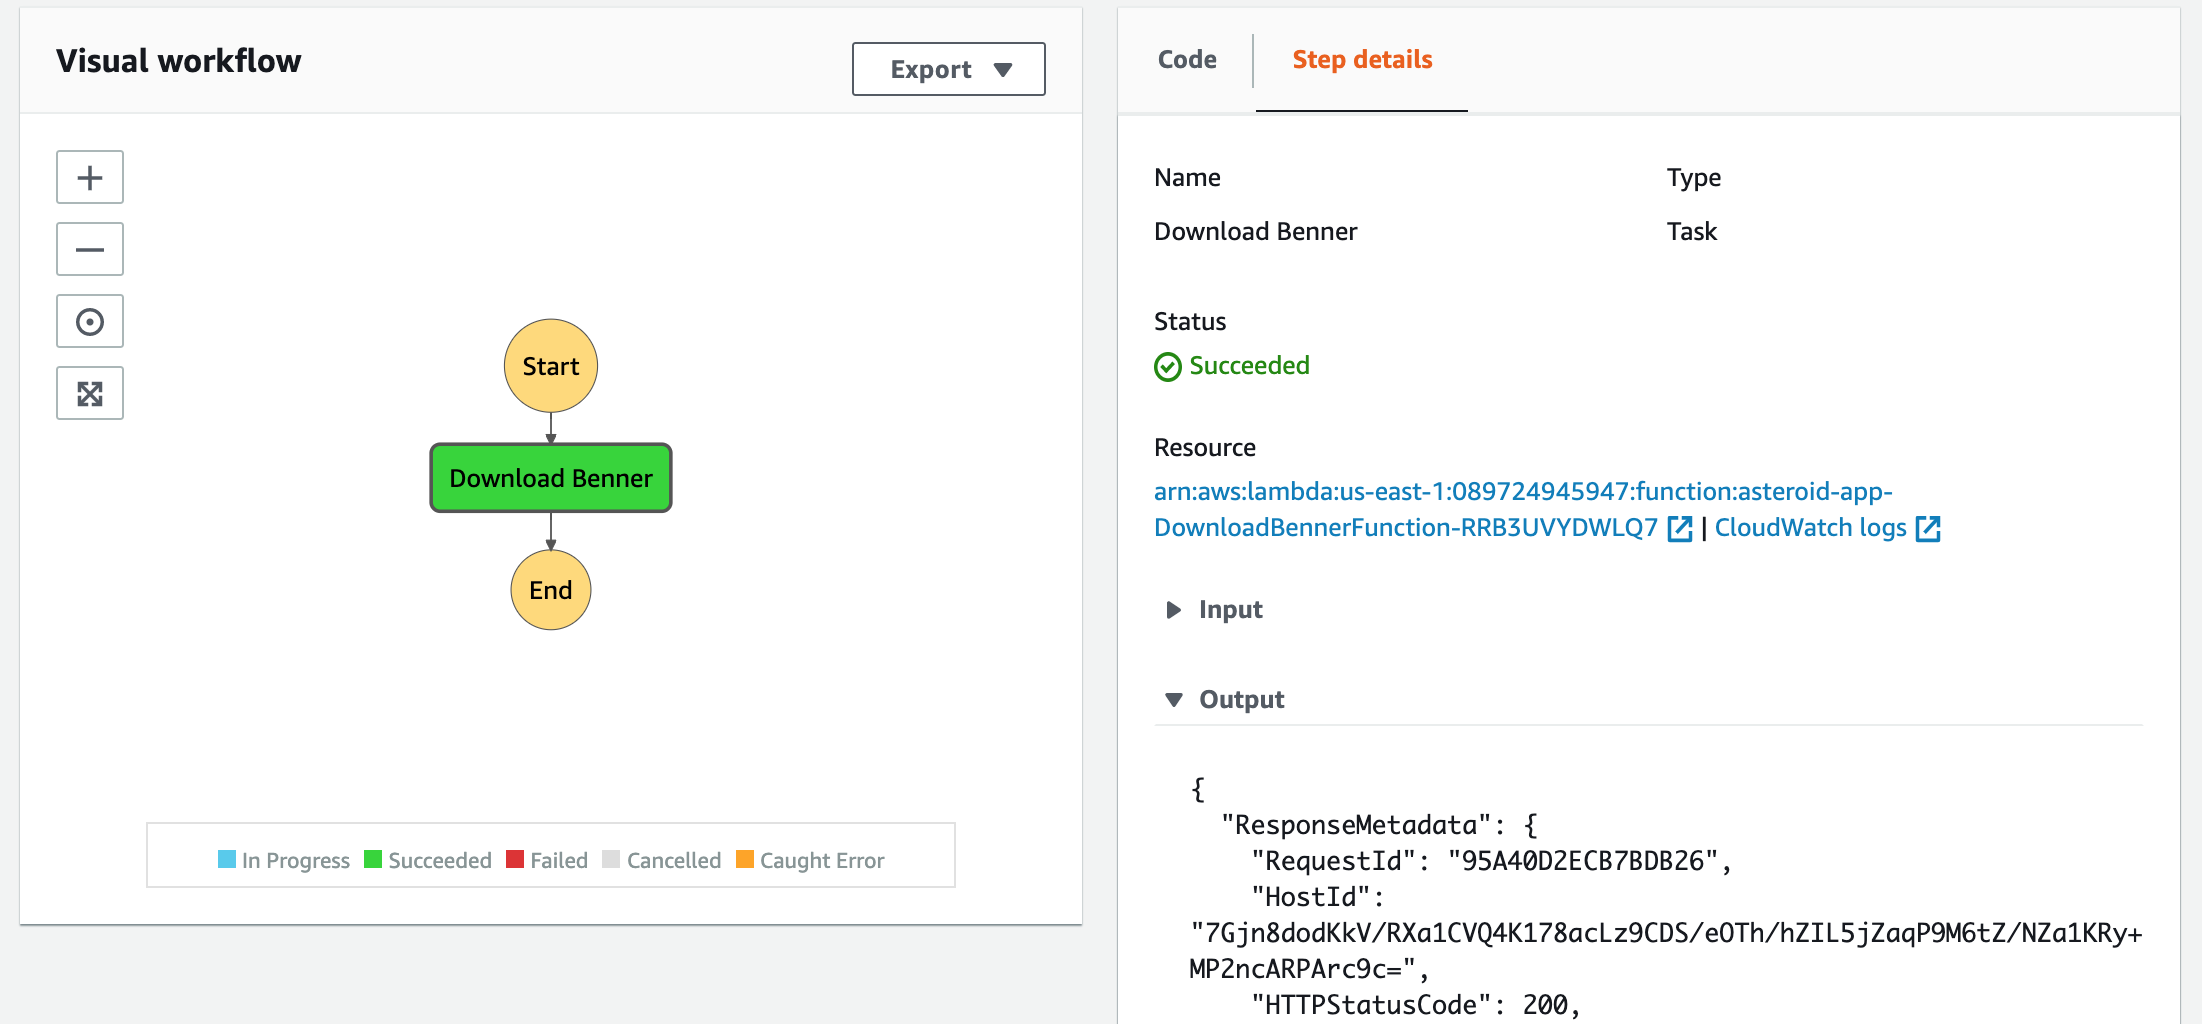 Visual workflow
Export
Start
Download Benner
End
In Progress Succeeded Failed Cancelled Caught Error
Code
Step details
Name
Type
Download Benner
Task
Status
Succeeded
Resource
arn:aws:lambda:us-east-1:089724945947:function:asteroid-app-
DownloadBennerFunction-RRB3UVYDWLQ7 | CloudWatch logs
Input
Output
{
"ResponseMetadata": {
"RequestId": "95A40D2ECB7BDB26",
"HostId":
"7Gjn8dodKkV/RXa1CVQ4K178acLz9CDS/eOTh/hZIL5jZaqP9M6tZ/NZa1KRy+
MP2ncARPArc9c=",
"HTTPStatusCode": 200,